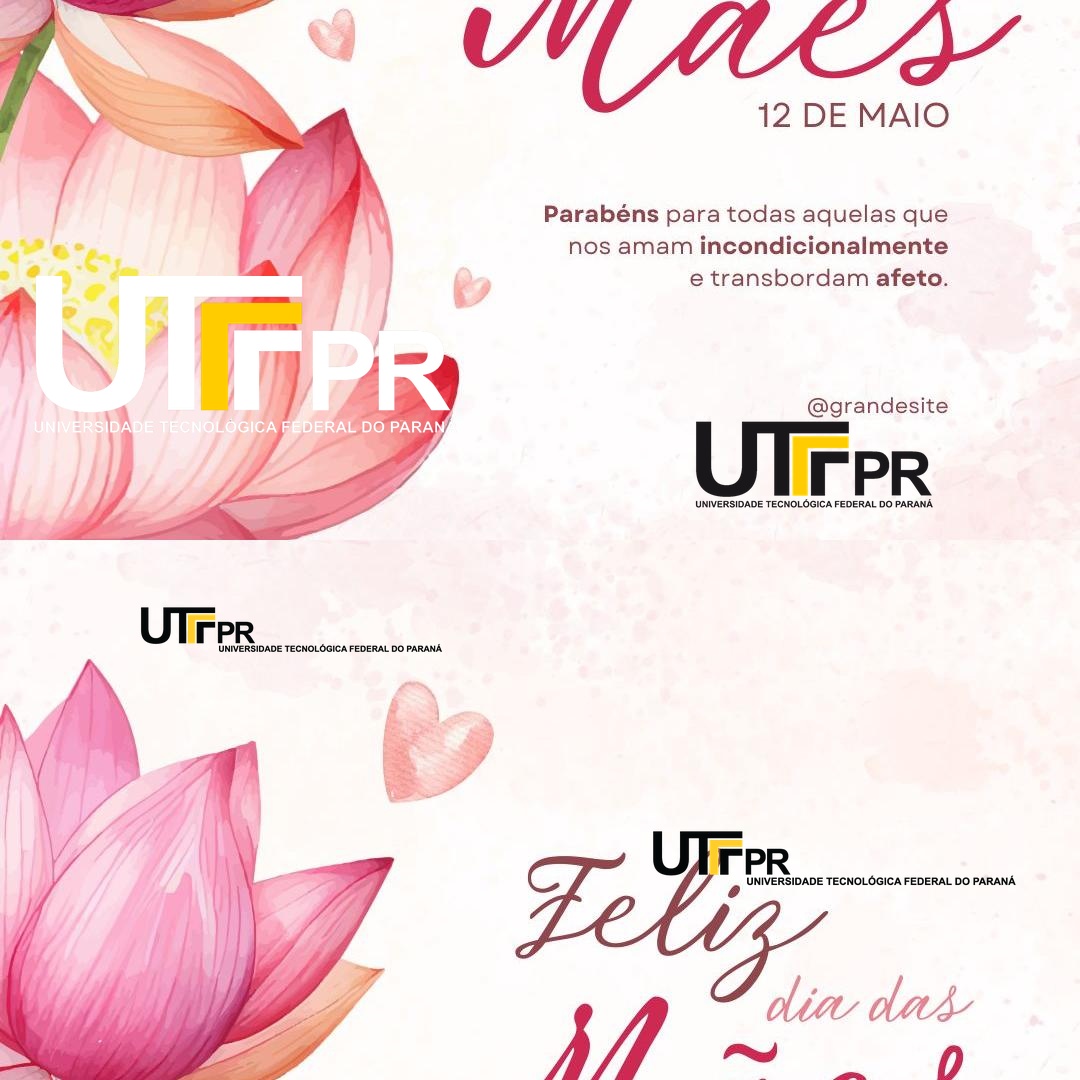 Mães
12 DE MAIO
Parabéns para todas aquelas que
nos amam incondicionalmente
e transbordam afeto.
UTFPR
UNIVERSIDADE TECNOLÓGICA FEDERAL DO PARANÁ
@grandesite
UTFPR
UNIVERSIDADE TECNOLÓGICA FEDERAL DO PARANÁ
UTFPR
UNIVERSIDADE TECNOLÓGICA FEDERAL DO PARANÁ
UTFPR
UNIVERSIDADE TECNOLÓGICA FEDERAL DO PARANÁ
Feliz
dia das
Mães